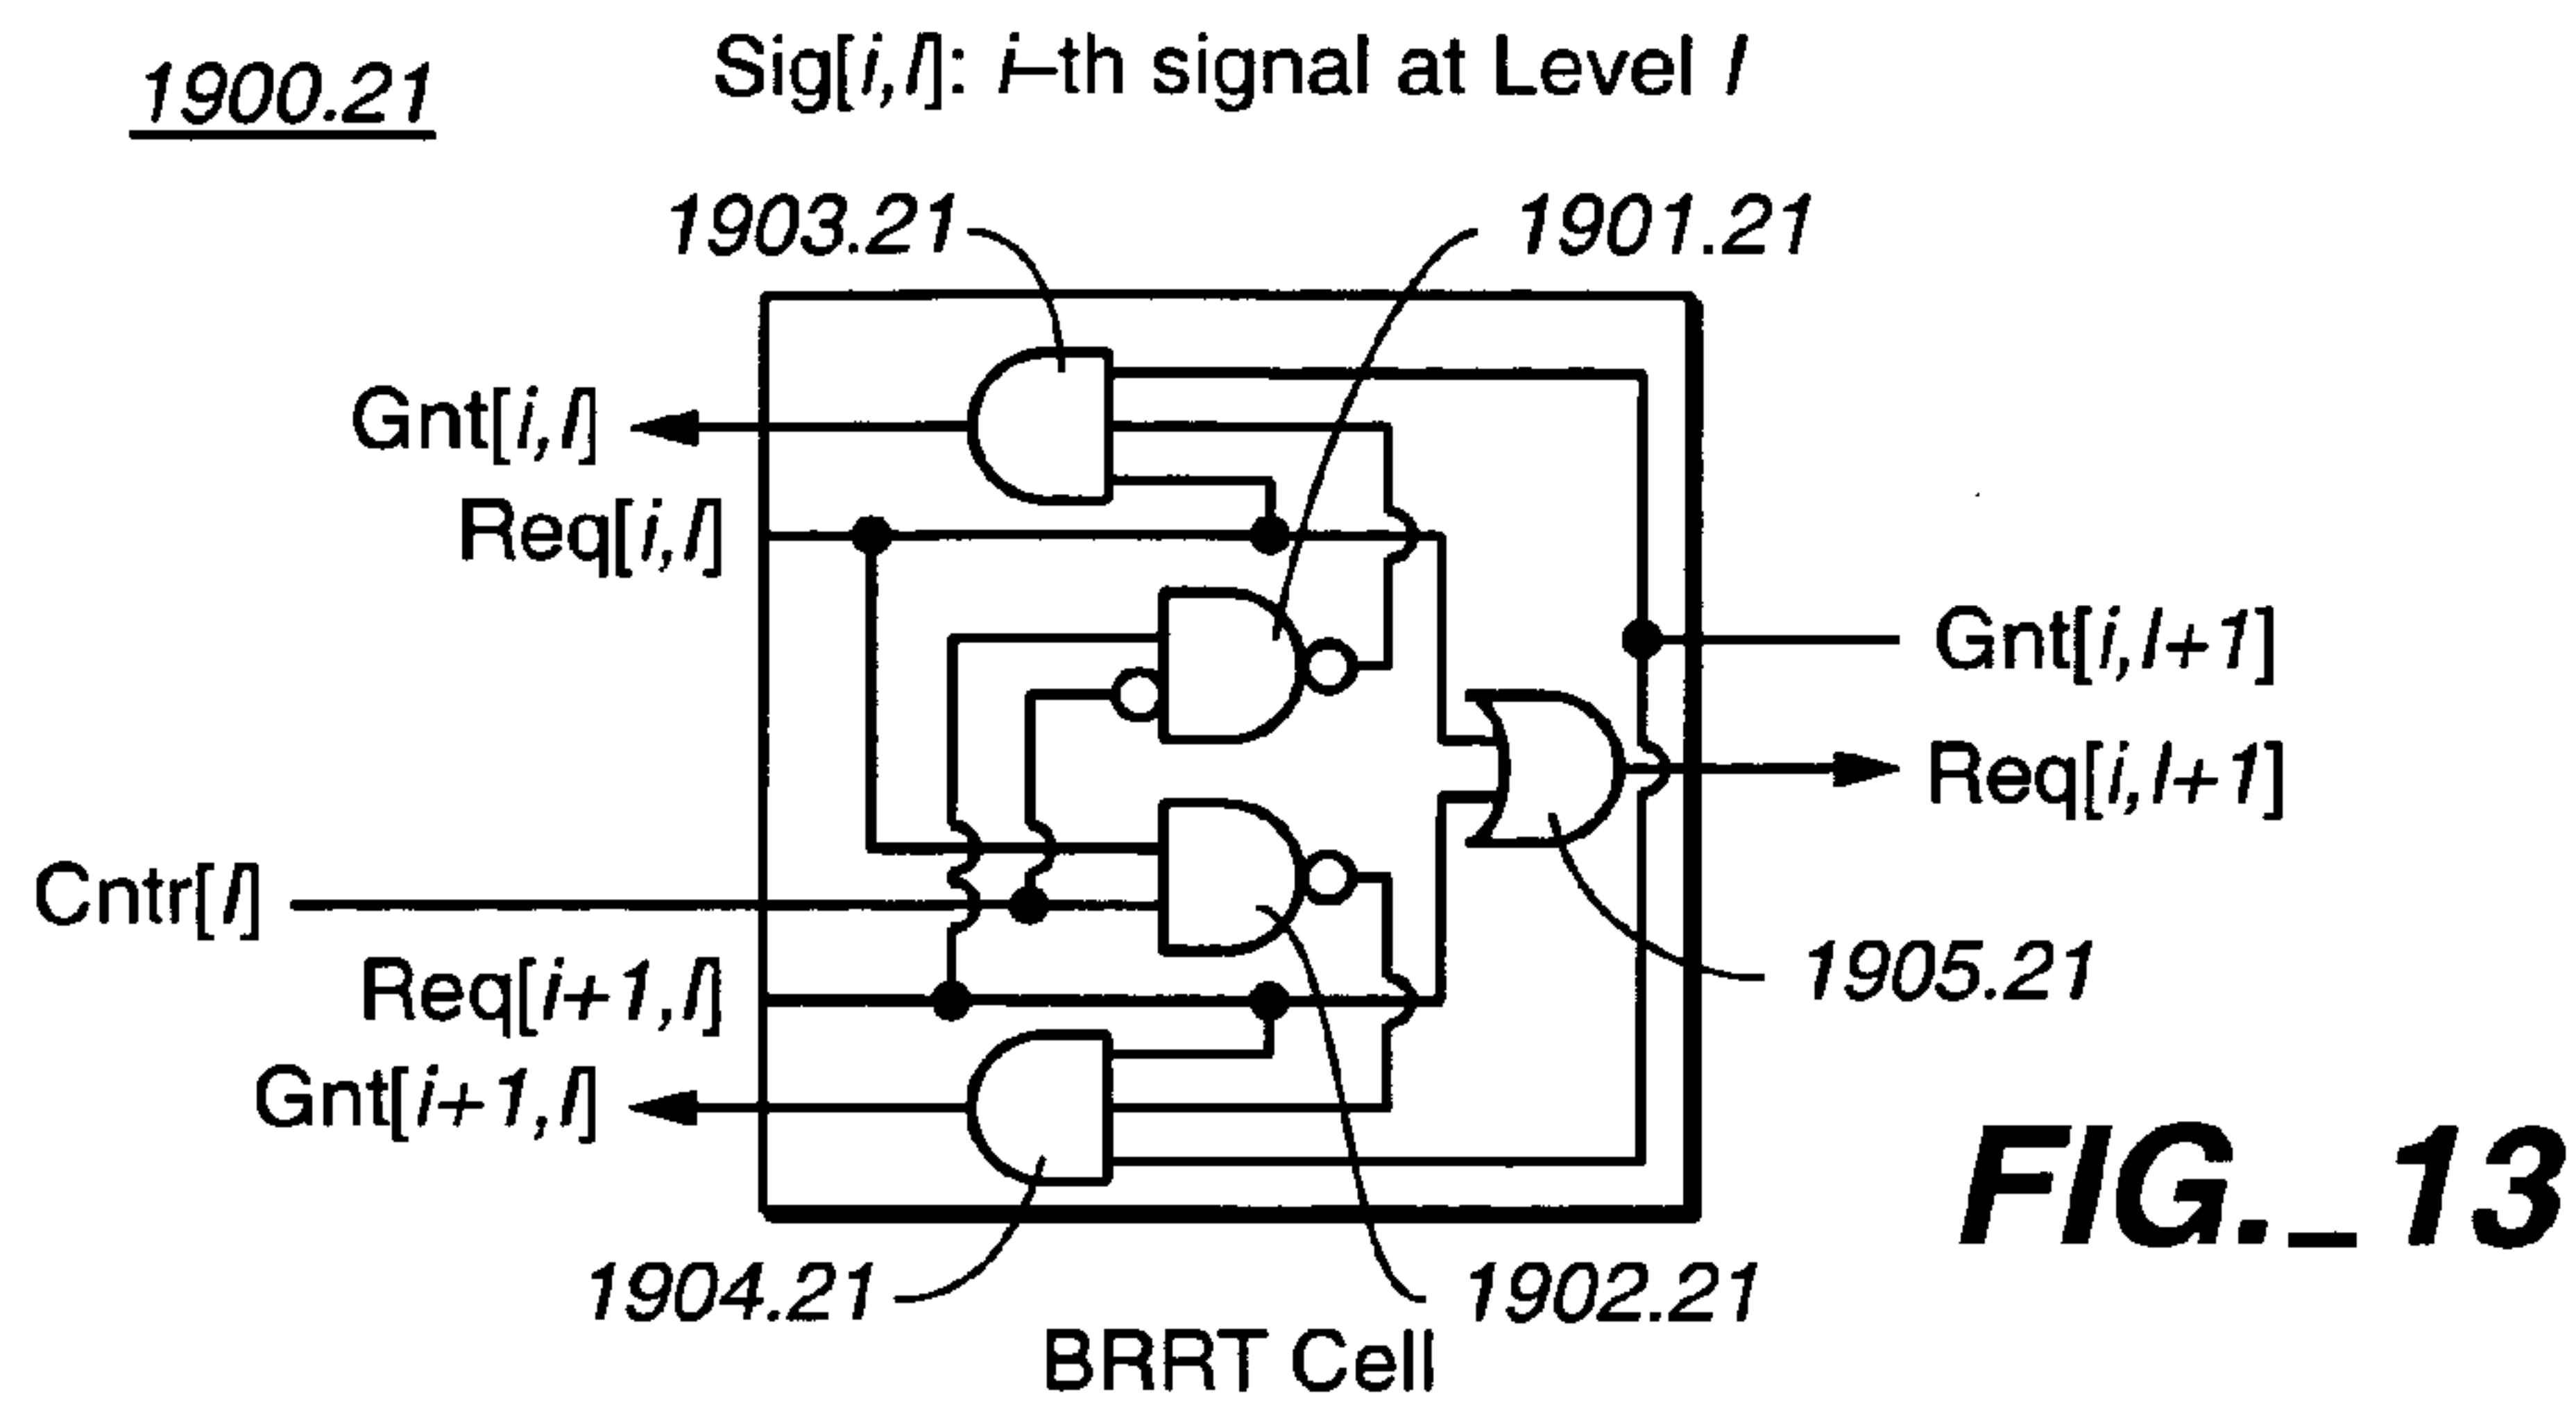 1900.21
Sig[i,l]: i–th signal at Level l
1903.21
1901.21
Gnt[i,l]
Req[i,l]
Gnt[i,l+1]
Req[i,l+1]
Cntr[l]
Req[i+1,l]
Gnt[i+1,l]
1905.21
1904.21
1902.21
BRRT Cell
FIG._13